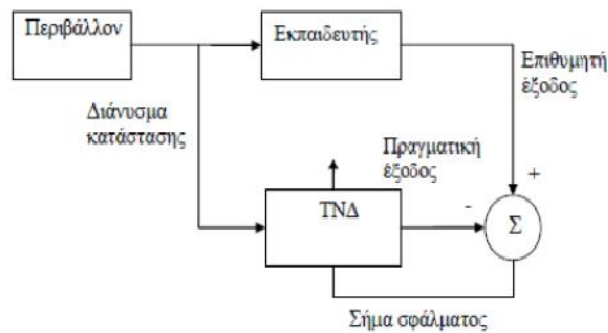 Περιβάλλον
Εκπαιδευτής
Επιθυμητή
έξοδος
Διάνυσμα
κατάστασης
Πραγματική
έξοδος
+
-
ΤΝΔ
Σ
Σήμα σφάλματος